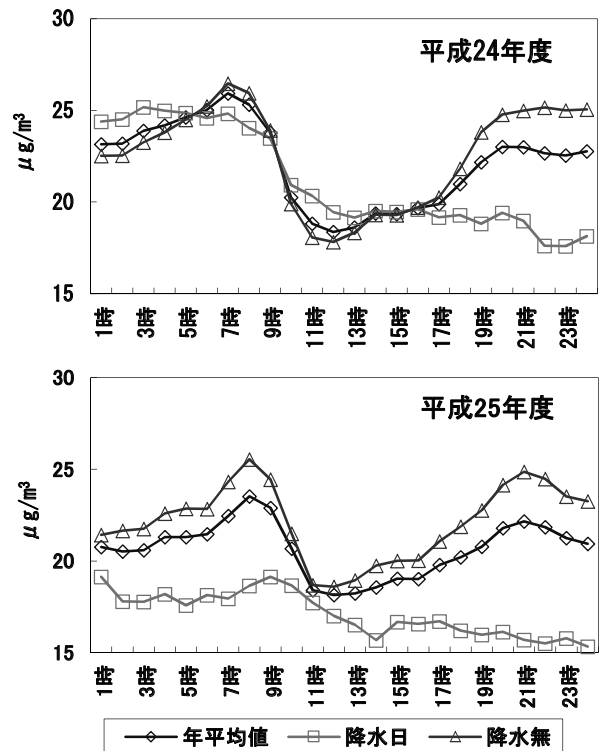 平成24年度
μg/m³
30
25
20
15
1時 3時 5時 7時 9時 11時 13時 15時 17時 19時 21時 23時
平成25年度
μg/m³
30
25
20
15
1時 3時 5時 7時 9時 11時 13時 15時 17時 19時 21時 23時
年平均値 降水日 降水無